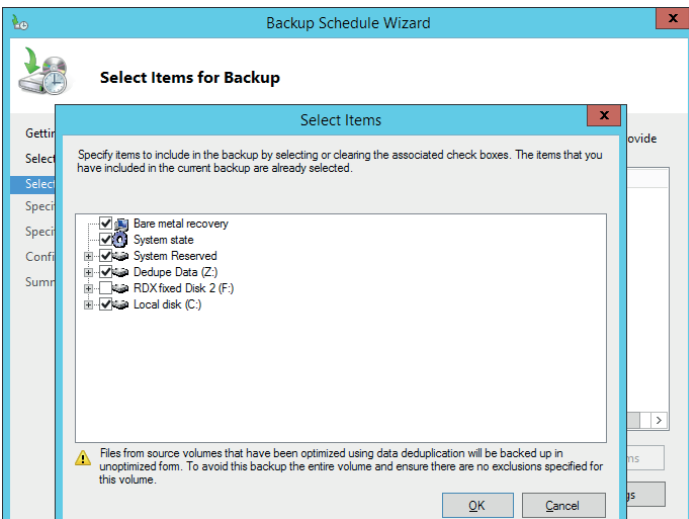 Backup Schedule Wizard
x
Select Items for Backup
Select Items
x
Gettin
ovide
Select
Specify items to include in the backup by selecting or clearing the associated check boxes. The items that you
have included in the current backup are already selected.
Select
Specif
Specif
Confi
Summ
Bare metal recovery
System state
System Reserved
Dedupe Data (Z:)
RDX fixed Disk 2 (F:)
Local disk (C:)
Files from source volumes that have been optimized using data deduplication will be backed up in
unoptimized form. To avoid this backup the entire volume and ensure there are no exclusions specified for
this volume.
ms
OK
Cancel
gs